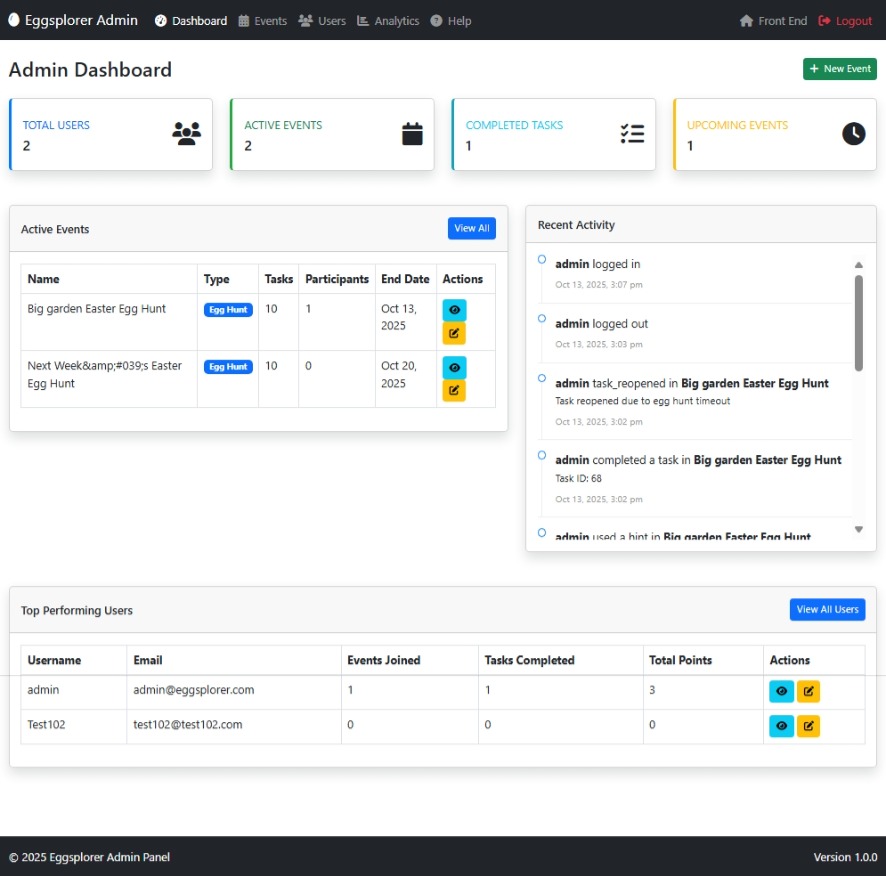 Eggsplorer Admin Dashboard Events Users Analytics Help Front End Logout
Admin Dashboard
+ New Event
TOTAL USERS
2
ACTIVE EVENTS
2
COMPLETED TASKS
1
UPCOMING EVENTS
1
Active Events
View All
Name Type Tasks Participants End Date Actions
Big garden Easter Egg Hunt Egg Hunt 10 1 Oct 13,
2025
Next Week&amp;#039;s Easter Egg Hunt 10 0 Oct 20,
Egg Hunt 2025
Recent Activity
admin logged in
Oct 13, 2025, 3:07 pm
admin logged out
Oct 13, 2025, 3:03 pm
admin task_reopened in Big garden Easter Egg Hunt
Task reopened due to egg hunt timeout
Oct 13, 2025, 3:02 pm
admin completed a task in Big garden Easter Egg Hunt
Task ID: 68
Oct 13, 2025, 3:02 pm
admin used a hint in Big garden Easter Egg Hunt
Top Performing Users
View All Users
Username Email Events Joined Tasks Completed Total Points Actions
admin admin@eggsplorer.com 1 1 3
Test102 test102@test102.com 0 0 0
© 2025 Eggsplorer Admin Panel
Version 1.0.0